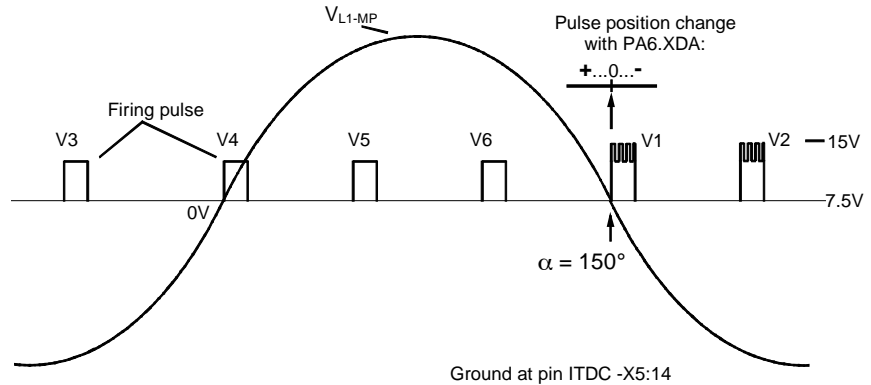 V L1-MP
Pulse position change
with PA6.XDA:
+...0...-
Firing pulse
V3
V4
V5
V6
V1
V2
15V
0V
7.5V
α = 150°
Ground at pin ITDC -X5:14